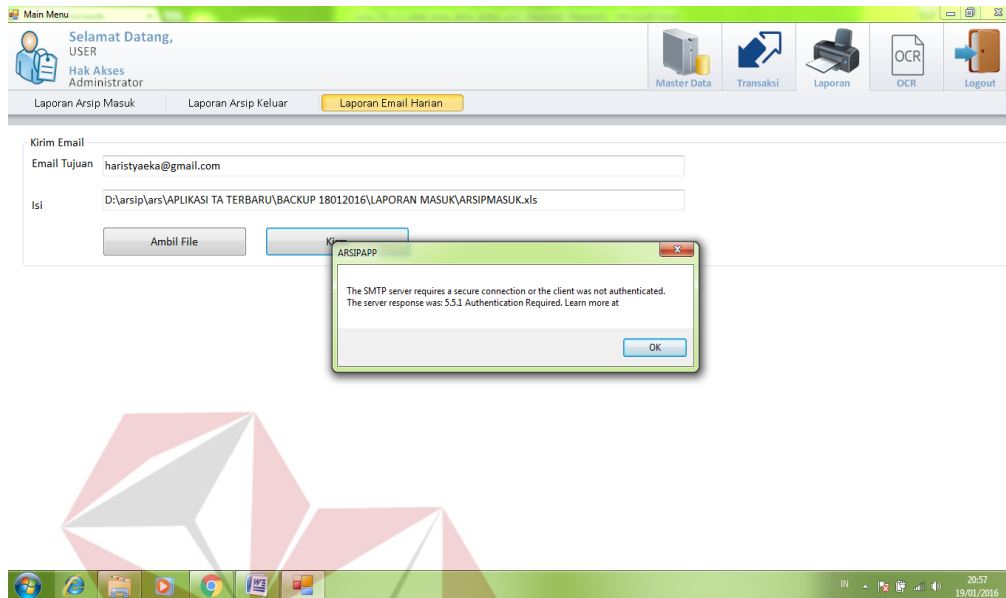 Main Menu
Selamat Datang,
USER
Hak Akses
Administrator
Master Data
Transaksi
Laporan
OCR
OCR
Logout
Laporan Arsip Masuk
Laporan Arsip Keluar
Laporan Email Harian
Kirim Email
Email Tujuan
haristyaeka@gmail.com
Isi
D:\arsip\ars\APLIKASI TA TERBARU\BACKUP 18012016\LAPORAN MASUK\ARSIPMASUK.xls
Ambil File
Kirm
ARSIPAPP
The SMTP server requires a secure connection or the client was not authenticated.
The server response was: 5.5.1 Authentication Required. Learn more at
OK
IN
20:57
19/01/2016